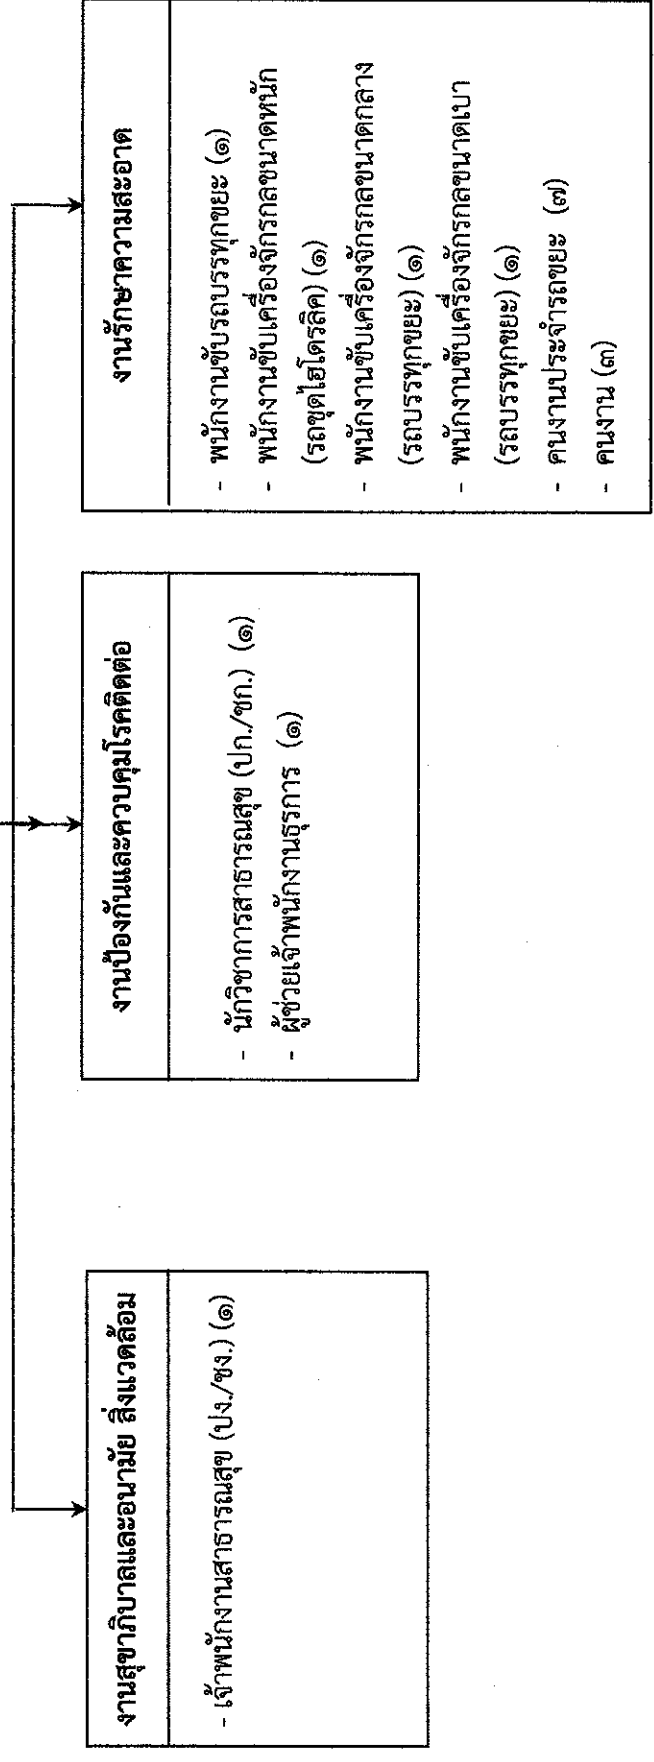 งานสุขาภิบาลและอนามัย สิ่งแวดล้อม
- เจ้าพนักงานสาธารณสุข (ปง./ชง.) (๑)
งานป้องกันและควบคุมโรคติดต่อ
- นักวิชาการสาธารณสุข (ปก./ชก.) (๑)
- ผู้ช่วยเจ้าพนักงานธุรการ (๑)
งานรักษาความสะอาด
- พนักงานขับรถบรรทุกขยะ (๑)
- พนักงานขับเครื่องจักรกลขนาดหนัก
(รถขุดไฮโดรลิค) (๑)
- พนักงานขับเครื่องจักรกลขนาดกลาง
(รถบรรทุกขยะ) (๑)
- พนักงานขับเครื่องจักรกลขนาดเบา
(รถบรรทุกขยะ) (๑)
- คนงานประจำรถขยะ (๗)
- คนงาน (๓)